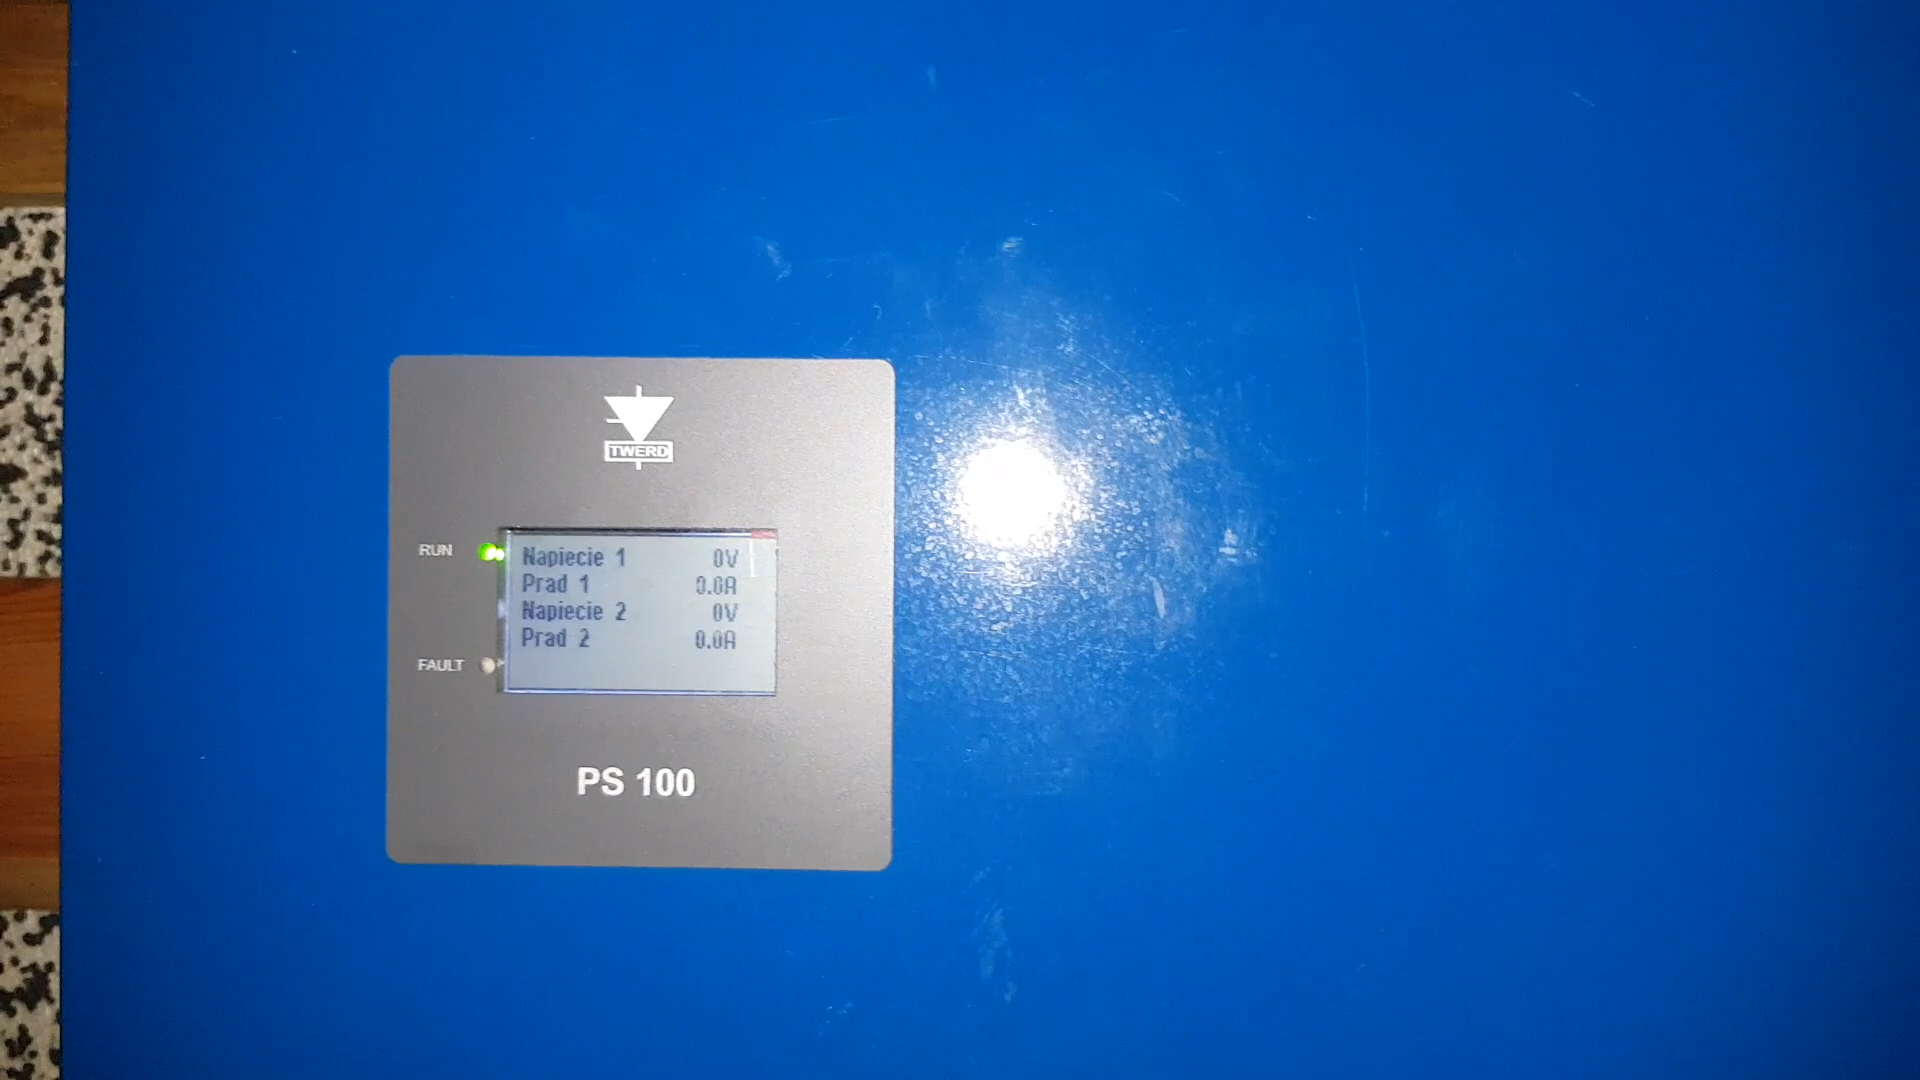 TWERD
RUN
Napiecie 1 0V
Prad 1 0.0A
Napiecie 2 0V
Prad 2 0.0A
FAULT
PS 100